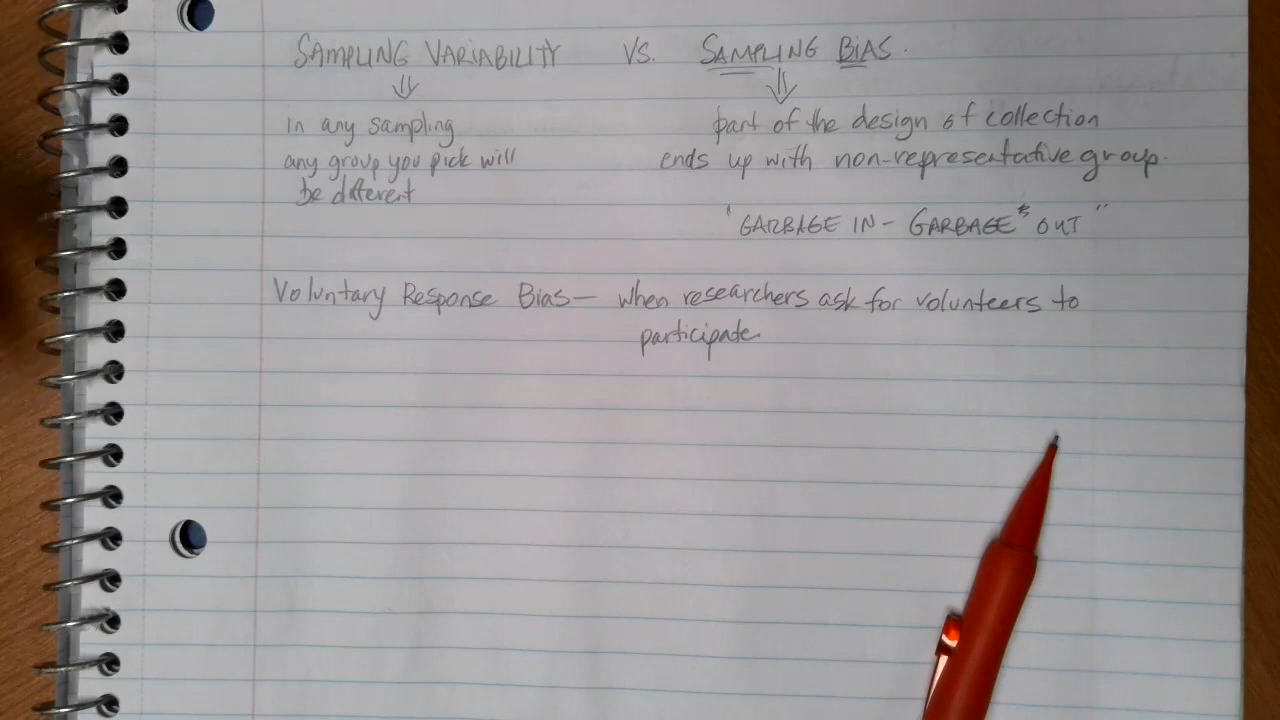 SAMPLING VARIABILITY VS. SAMPLING BIAS.
⇓ ⇓
in any sampling
any group you pick will
be different
part of the design of collection
ends up with non-representative group.
"GARBAGE IN - GARBAGE OUT"
Voluntary Response Bias - when researchers ask for volunteers to
participate.